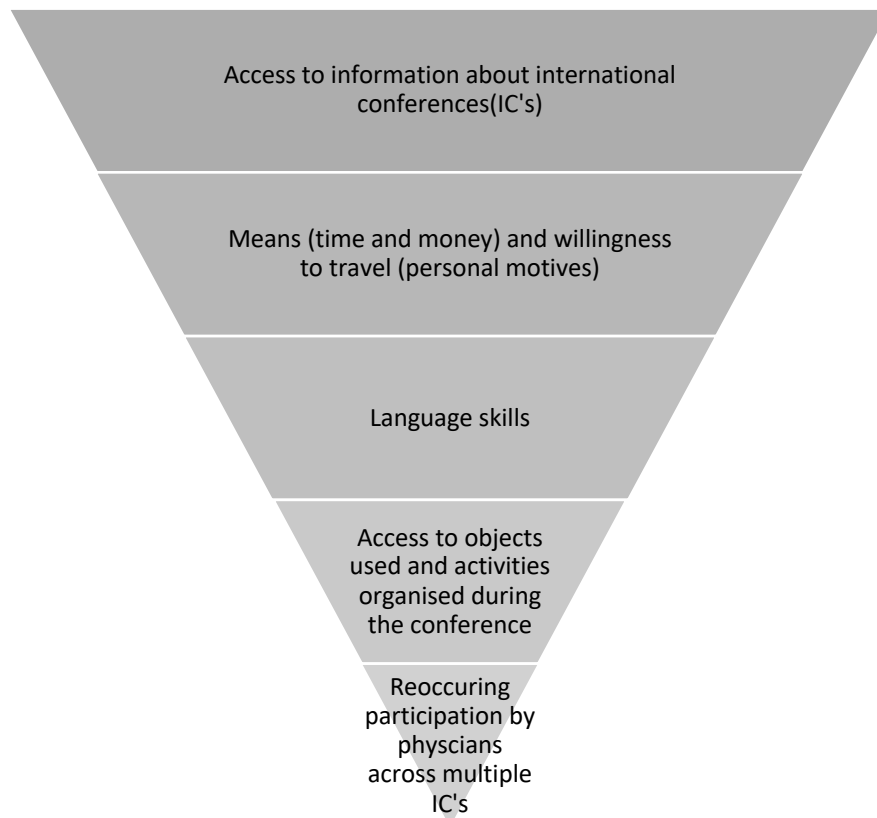 Access to information about international
conferences(IC's)
Means (time and money) and willingness
to travel (personal motives)
Language skills
Access to objects
used and activities
organised during
the conference
Reoccuring
participation by
physcians
across multiple
IC's